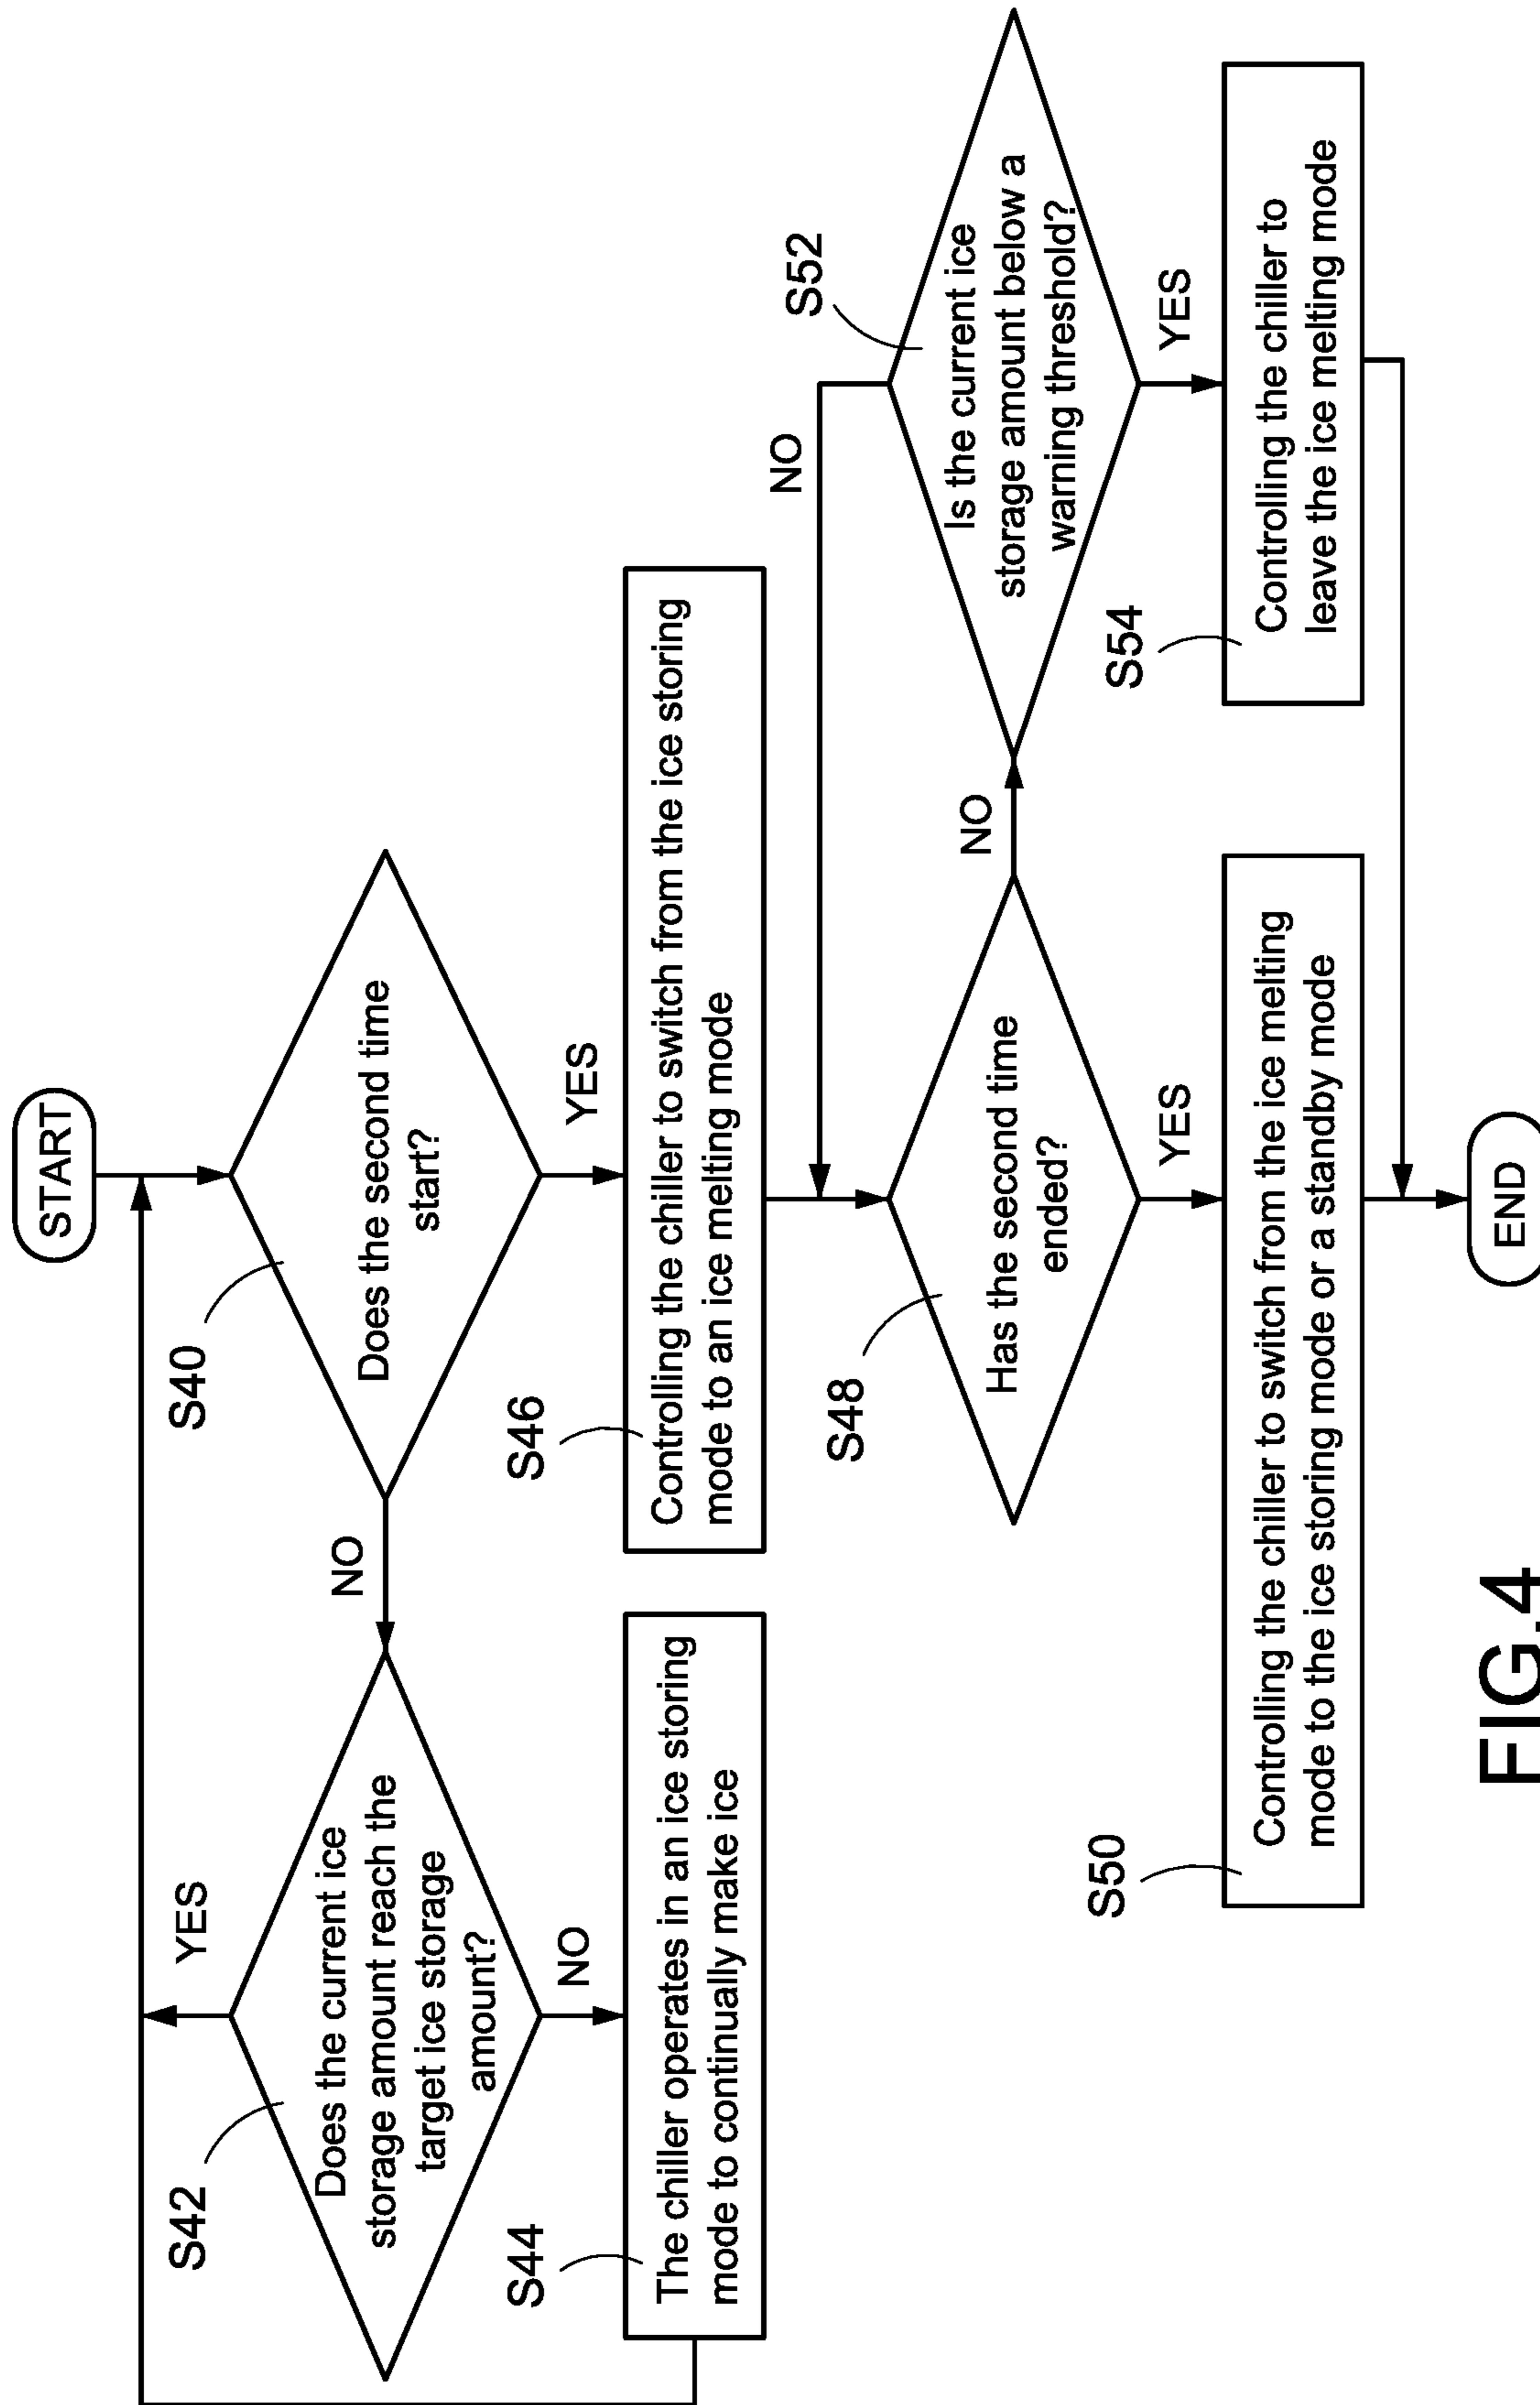 START
S40
Does the second time
start?
NO
YES
S42
Does the current ice
storage amount reach the
target ice storage
amount?
YES
NO
S44
The chiller operates in an ice storing
mode to continually make ice
S46
Controlling the chiller to switch from the ice storing
mode to an ice melting mode
S48
Has the second time
ended?
NO
YES
S52
Is the current ice
storage amount below a
warning threshold?
NO
YES
S50
Controlling the chiller to switch from the ice melting
mode to the ice storing mode or a standby mode
S54
Controlling the chiller to
leave the ice melting mode
END
FIG.4